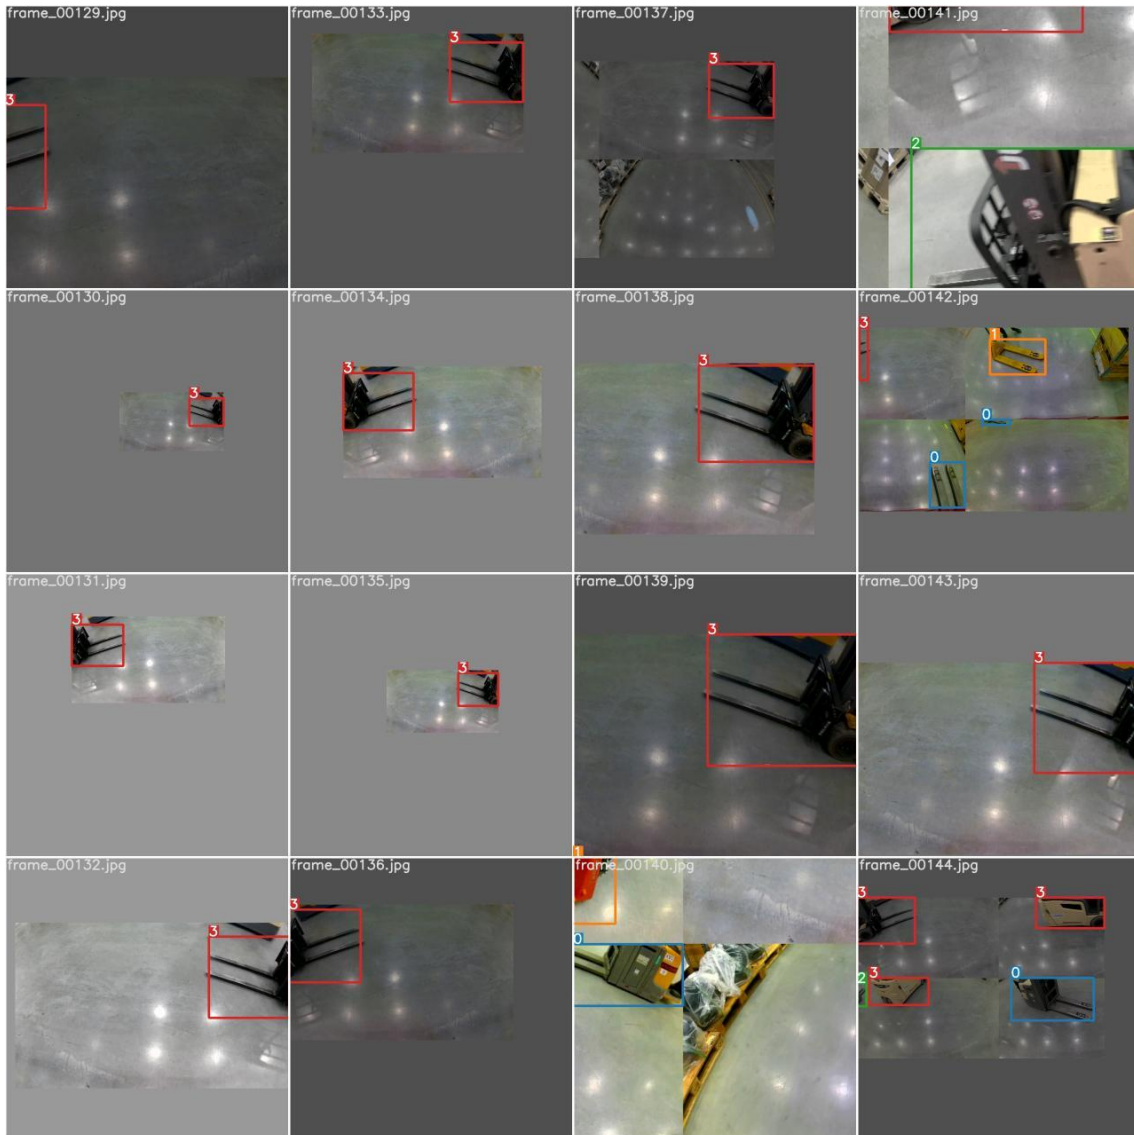 frame_00129.jpg
3
frame_00133.jpg
3
frame_00137.jpg
3
frame_00141.jpg
2
frame_00130.jpg
3
frame_00134.jpg
3
frame_00138.jpg
3
frame_00142.jpg
3
1
0
0
frame_00131.jpg
3
frame_00135.jpg
3
frame_00139.jpg
3
frame_00143.jpg
3
frame_00132.jpg
3
frame_00136.jpg
3
1
frame_00140.jpg
0
frame_00144.jpg
3
3
2
3
0